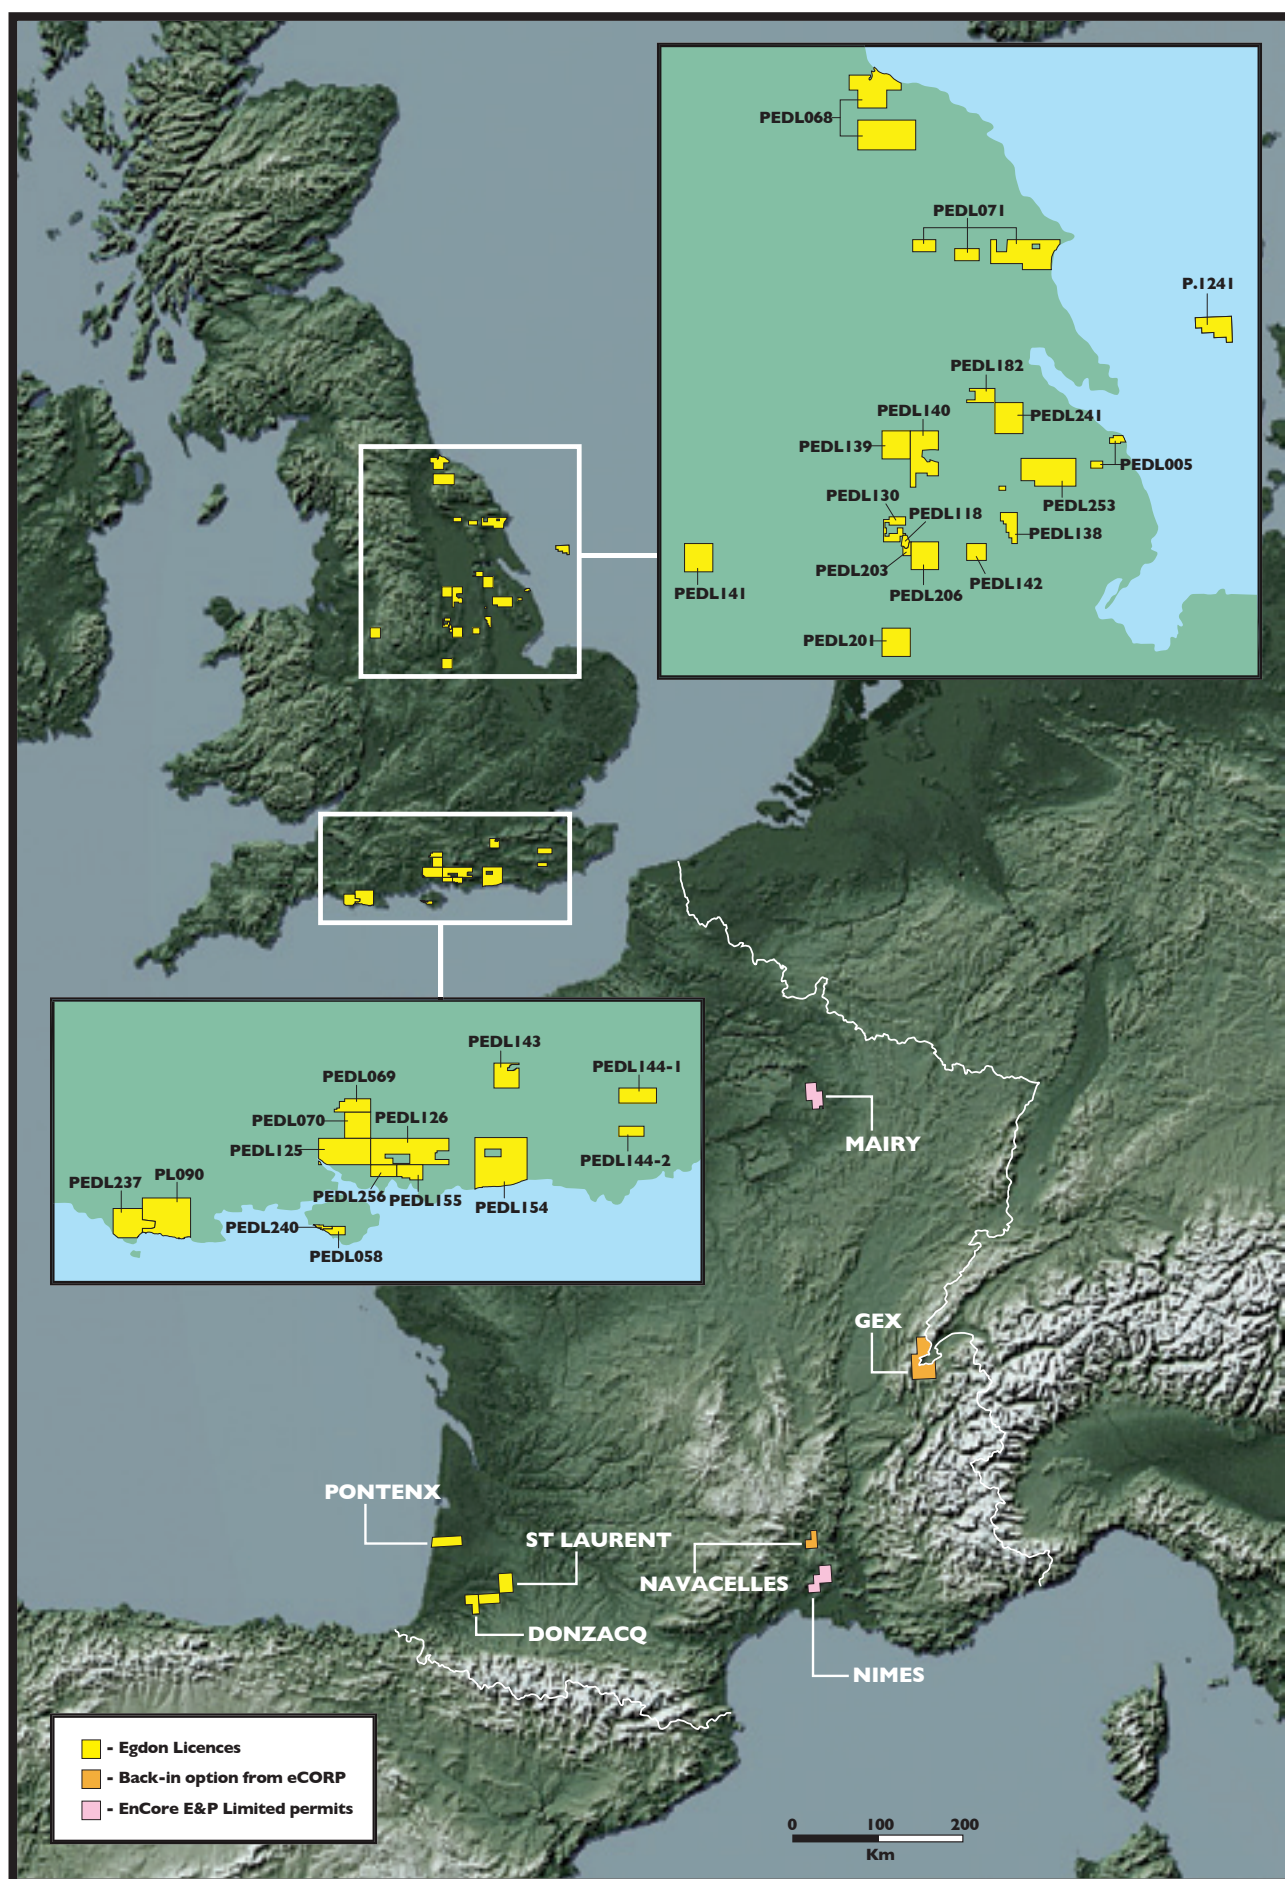 PEDL068
PEDL071
P.1241
PEDL182
PEDL140
PEDL241
PEDL139
PEDL005
PEDL130
PEDL118
PEDL253
PEDL138
PEDL203
PEDL142
PEDL141
PEDL206
PEDL201
PEDL143
PEDL144-1
PEDL069
PEDL070
PEDL126
PEDL125
PEDL144-2
PEDL237
PL090
PEDL256
PEDL155
PEDL154
PEDL240
PEDL058
MAIRY
GEX
PONTENX
ST LAURENT
NAVACELLES
DONZACQ
NIMES
- Egdon Licences
- Back-in option from eCORP
- EnCore E&P Limited permits
0 100 200
Km